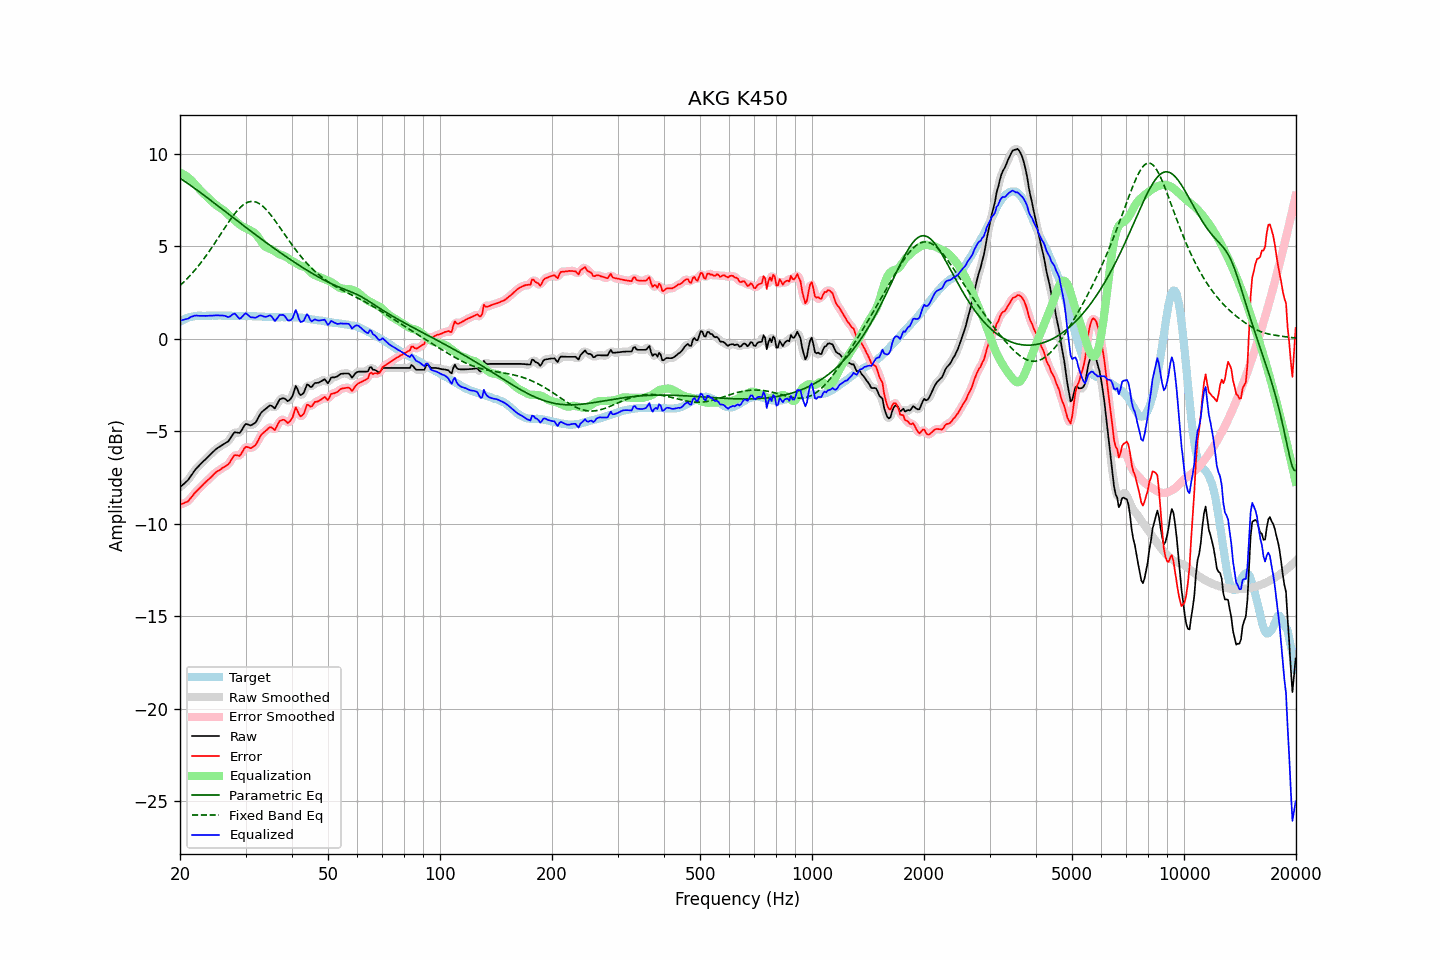 AKG K450
10
5
0
−5
−10
−15
−20
−25
Amplitude (dBr)
Target
Raw Smoothed
Error Smoothed
Raw
Error
Equalization
Parametric Eq
Fixed Band Eq
Equalized
20 50 100 200 500 1000 2000 5000 10000 20000
Frequency (Hz)